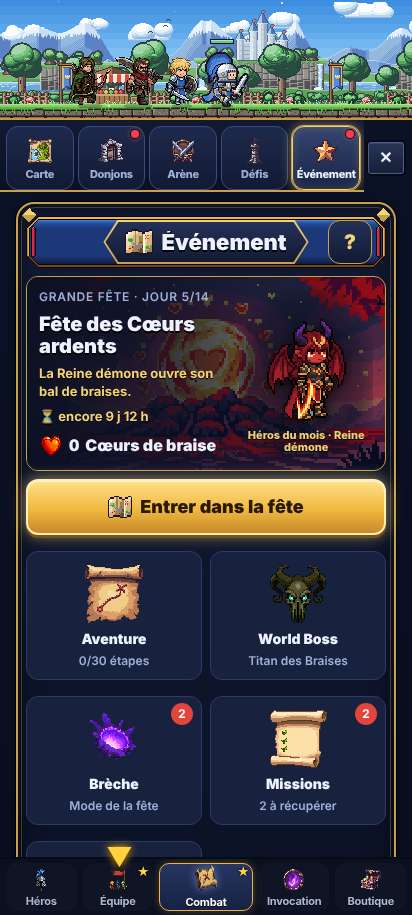 Carte
Donjons
Arène
Défis
Événement
×
Événement
?
GRANDE FÊTE · JOUR 5/14
Fête des Cœurs
ardents
La Reine démone ouvre son
bal de braises.
encore 9 j 12 h
0 Cœurs de braise
Héros du mois · Reine
démone
Entrer dans la fête
Aventure
0/30 étapes
World Boss
Titan des Braises
2
Brèche
Mode de la fête
2
Missions
2 à récupérer
Héros
Équipe
Combat
Invocation
Boutique